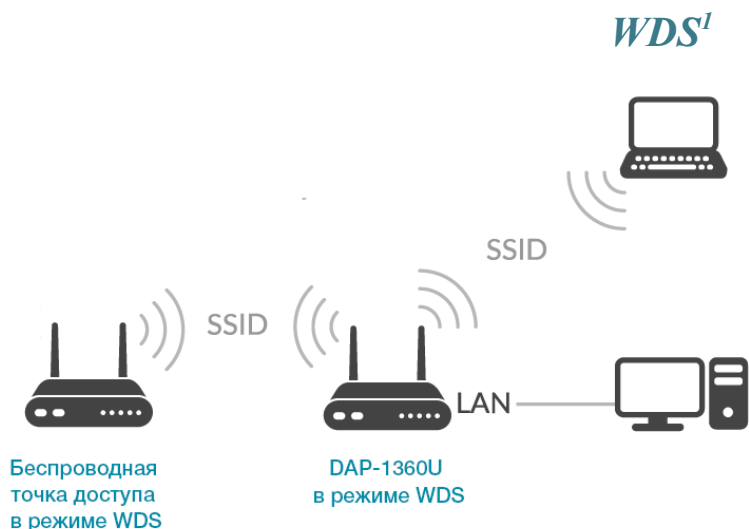 WDS¹
SSID
SSID
LAN
Беспроводная
точка доступа
в режиме WDS
DAP-1360U
в режиме WDS